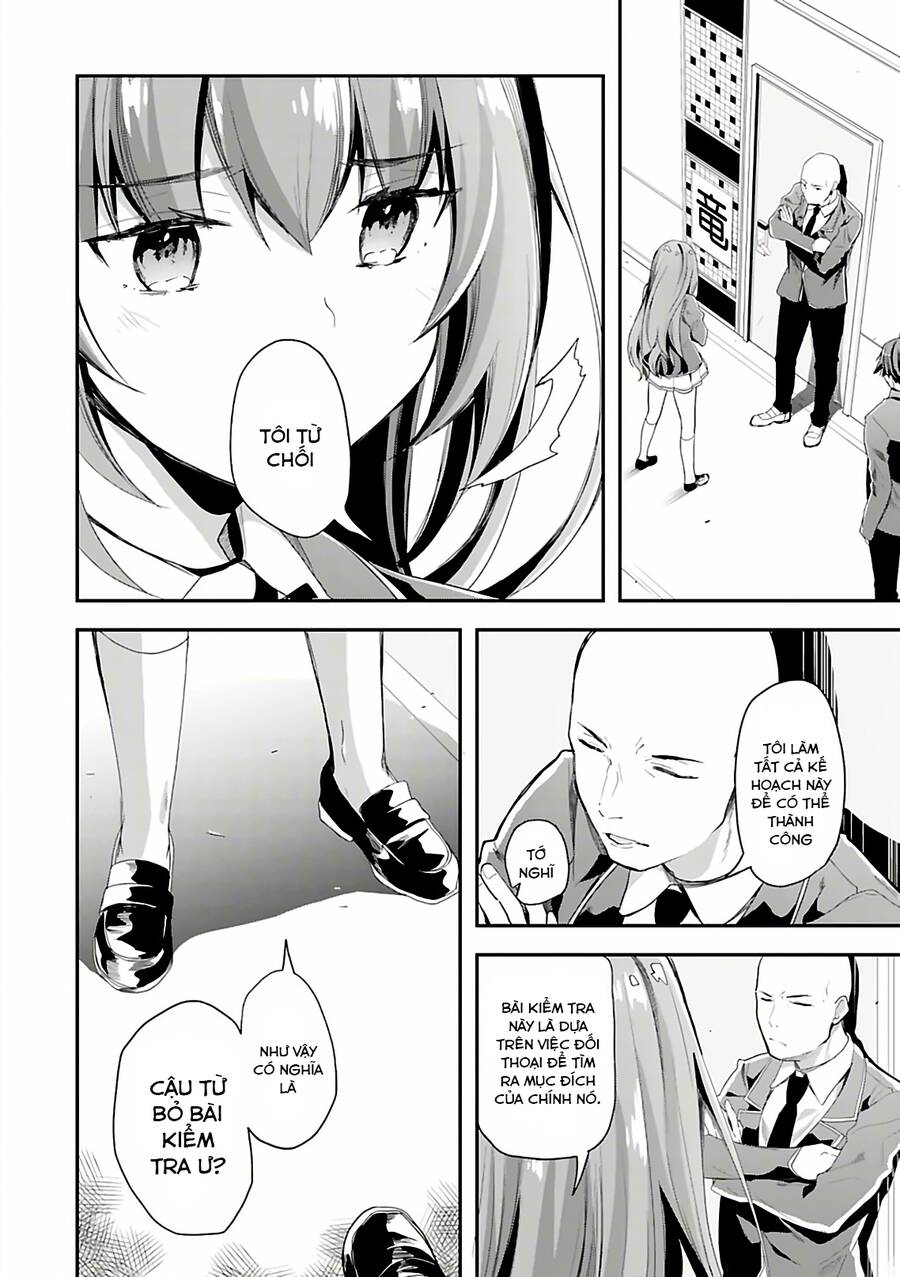 竜
TÔI TỪ
CHỐI
TÔI LÀM
TẤT CẢ KẾ
HOẠCH NÀY
ĐỂ CÓ THỂ
THÀNH
CÔNG
TỚ
NGHĨ
BÀI KIỂM TRA
NÀY LÀ DỰA
TRÊN VIỆC ĐỐI
THOẠI ĐỂ TÌM
RA MỤC ĐÍCH
CỦA CHÍNH NÓ.
NHƯ VẬY
CÓ NGHĨA
LÀ
CẬU TỪ
BỎ BÀI
KIỂM
TRA Ư?